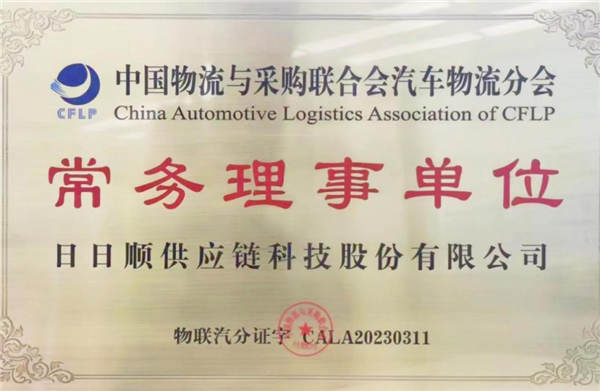 中国物流与采购联合会汽车物流分会
CFLP
China Automotive Logistics Association of CFLP
常务理事单位
日日顺供应链科技股份有限公司
物联汽分证字 CALA20230311